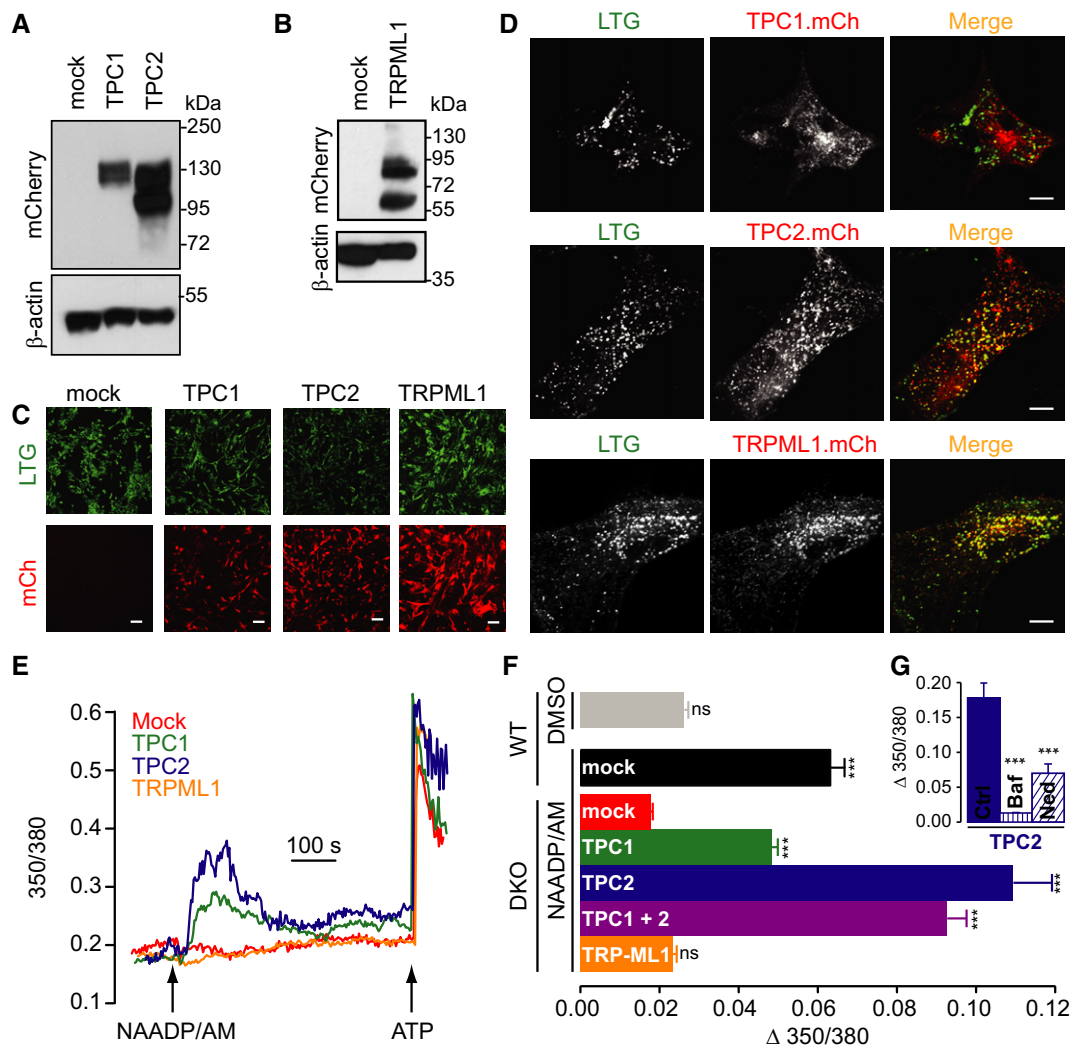 A
mock
TPC1
TPC2
kDa
-250
-130
-95
-72
-55
mCherry
β-actin
B
mock
TRPML1
kDa
-130
-95
-72
-55
-35
mCherry
β-actin
C
mock
TPC1
TPC2
TRPML1
LTG
mCh
D
LTG
TPC1.mCh
Merge
LTG
TPC2.mCh
Merge
LTG
TRPML1.mCh
Merge
E
350/380
0.6
0.5
0.4
0.3
0.2
0.1
Mock
TPC1
TPC2
TRPML1
100 s
NAADP/AM
ATP
F
WT
DMSO
ns
mock
***
DKO
NAADP/AM
mock
TPC1
***
TPC2
***
TPC1 + 2
***
TRP-ML1
ns
0.00
0.02
0.04
0.06
0.08
0.10
0.12
Δ 350/380
G
Δ 350/380
0.20
0.15
0.10
0.05
0.00
Ctrl
Baf
***
Ned
***
TPC2